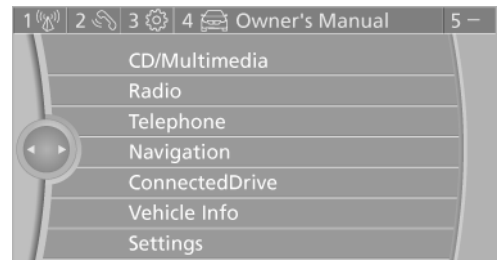 1 2 3 4 Owner's Manual 5
CD/Multimedia
Radio
Telephone
Navigation
ConnectedDrive
Vehicle Info
Settings